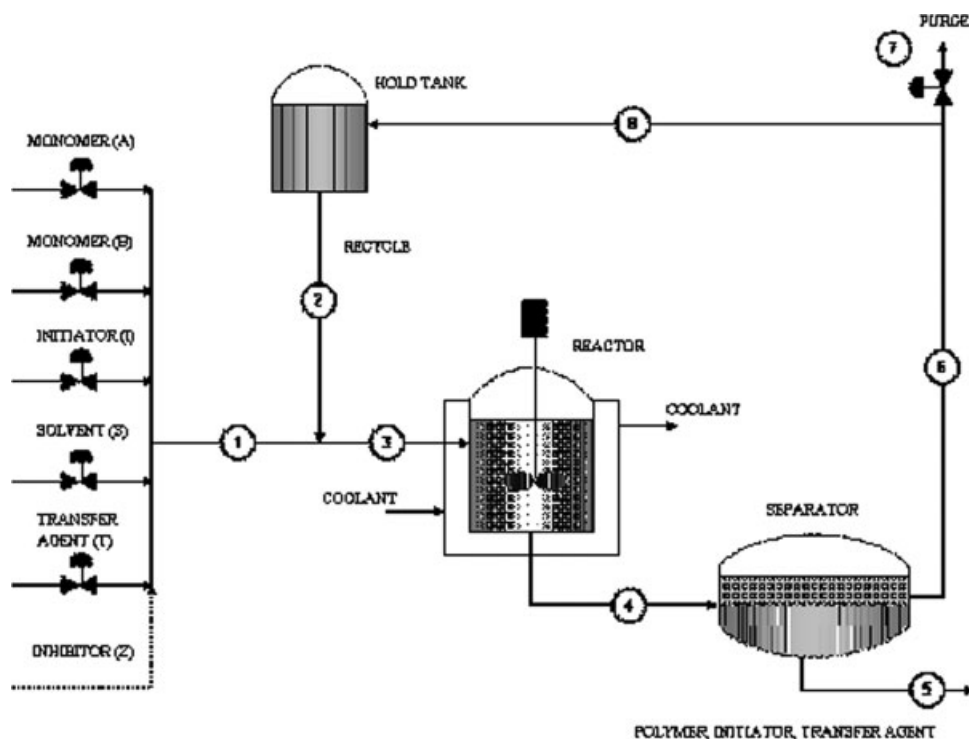 PURGE
7
HOLD TANK
8
MONOMER (A)
MONOMER (B)
RECYCLE
2
INITIATOR (I)
REACTOR
6
COOLANT
SOLVENT (S)
1
3
COOLANT
SEPARATOR
TRANSFER
AGENT (T)
4
INHIBITOR (Z)
5
POLYMER, INITIATOR, TRANSFER AGENT